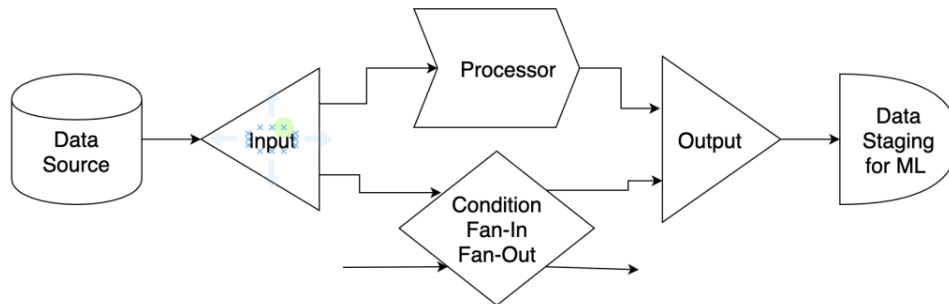 Data
Source
Input
Processor
Condition
Fan-In
Fan-Out
Output
Data
Staging
for ML